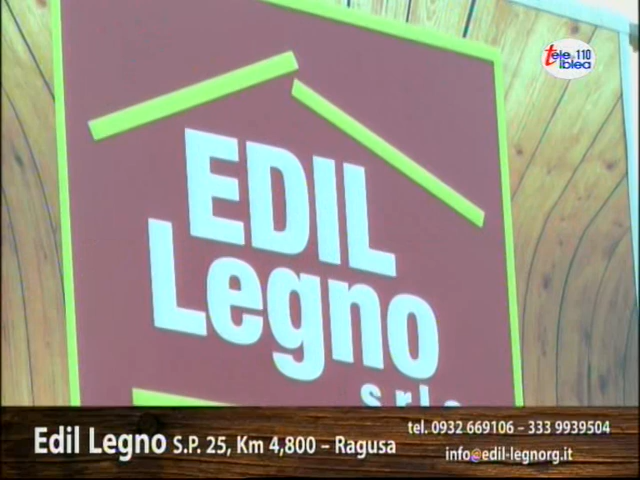 tele 110
iblea
EDIL
Legno
srl
Edil Legno S.P. 25, Km 4,800 – Ragusa
tel. 0932 669106 – 333 9939504
info@edil-legnorg.it